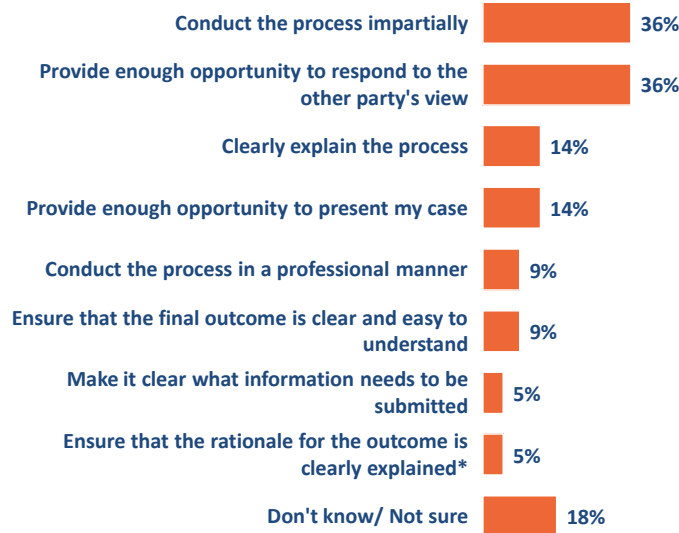 Conduct the process impartially 36%
Provide enough opportunity to respond to the
other party's view 36%
Clearly explain the process 14%
Provide enough opportunity to present my case 14%
Conduct the process in a professional manner 9%
Ensure that the final outcome is clear and easy to
understand 9%
Make it clear what information needs to be
submitted 5%
Ensure that the rationale for the outcome is
clearly explained* 5%
Don't know/ Not sure 18%